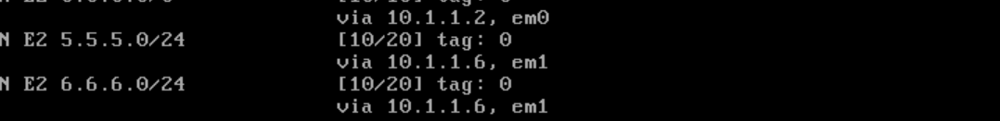 via 10.1.1.2, em0
N E2 5.5.5.0/24 [10/20] tag: 0
via 10.1.1.6, em1
N E2 6.6.6.0/24 [10/20] tag: 0
via 10.1.1.6, em1